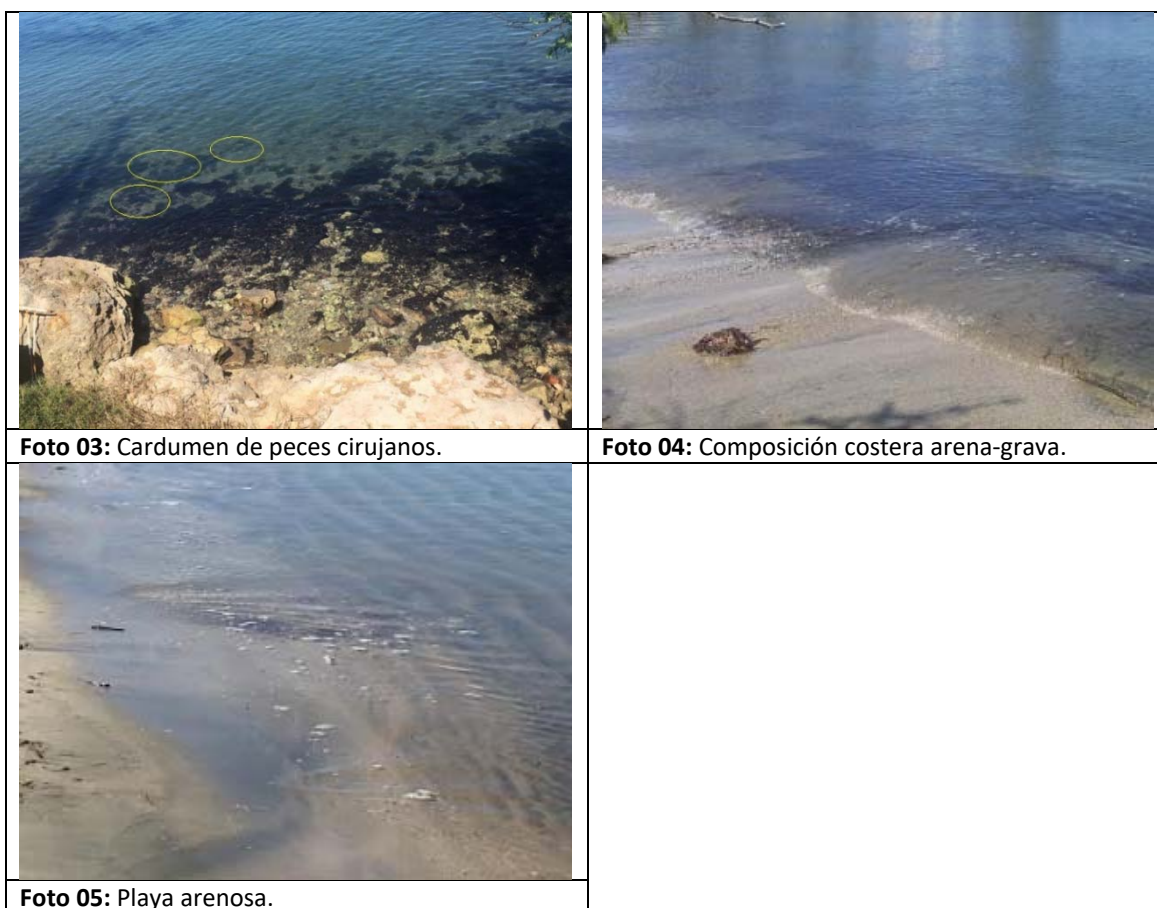 Foto 03: Cardumen de peces cirujanos.
Foto 04: Composición costera arena-grava.
Foto 05: Playa arenosa.